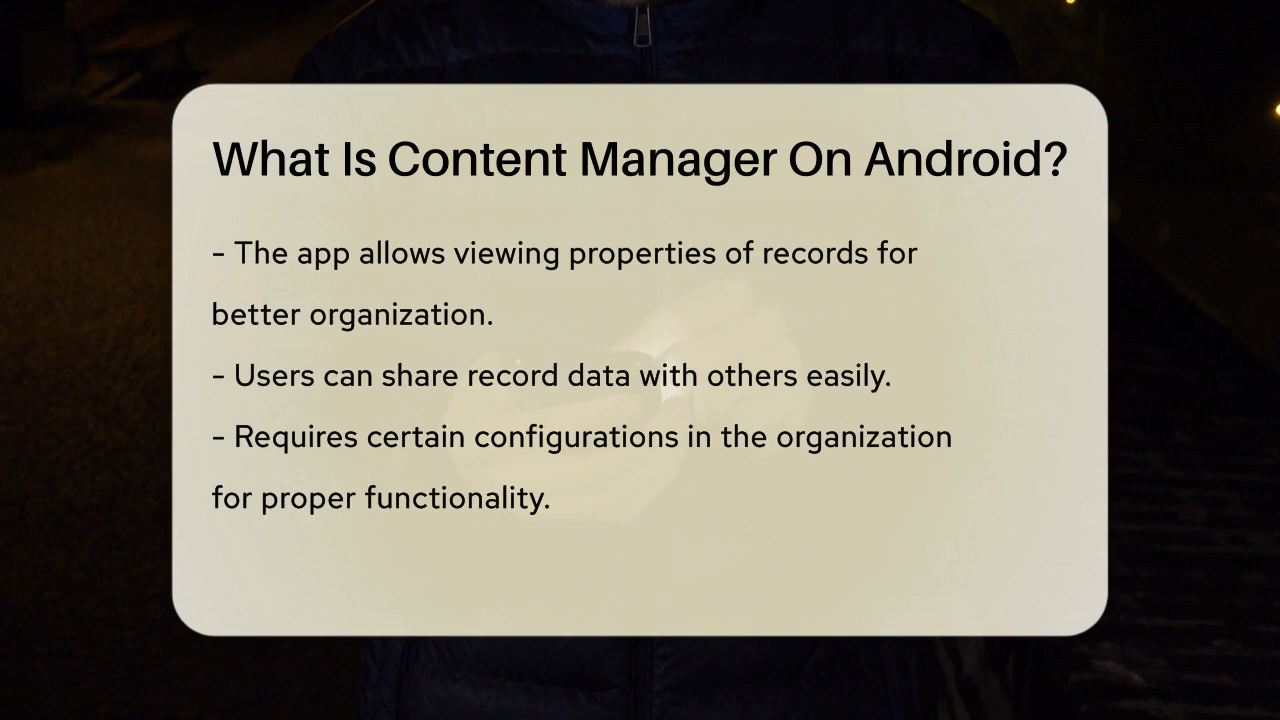 What Is Content Manager On Android?
- The app allows viewing properties of records for
better organization.
- Users can share record data with others easily.
- Requires certain configurations in the organization
for proper functionality.